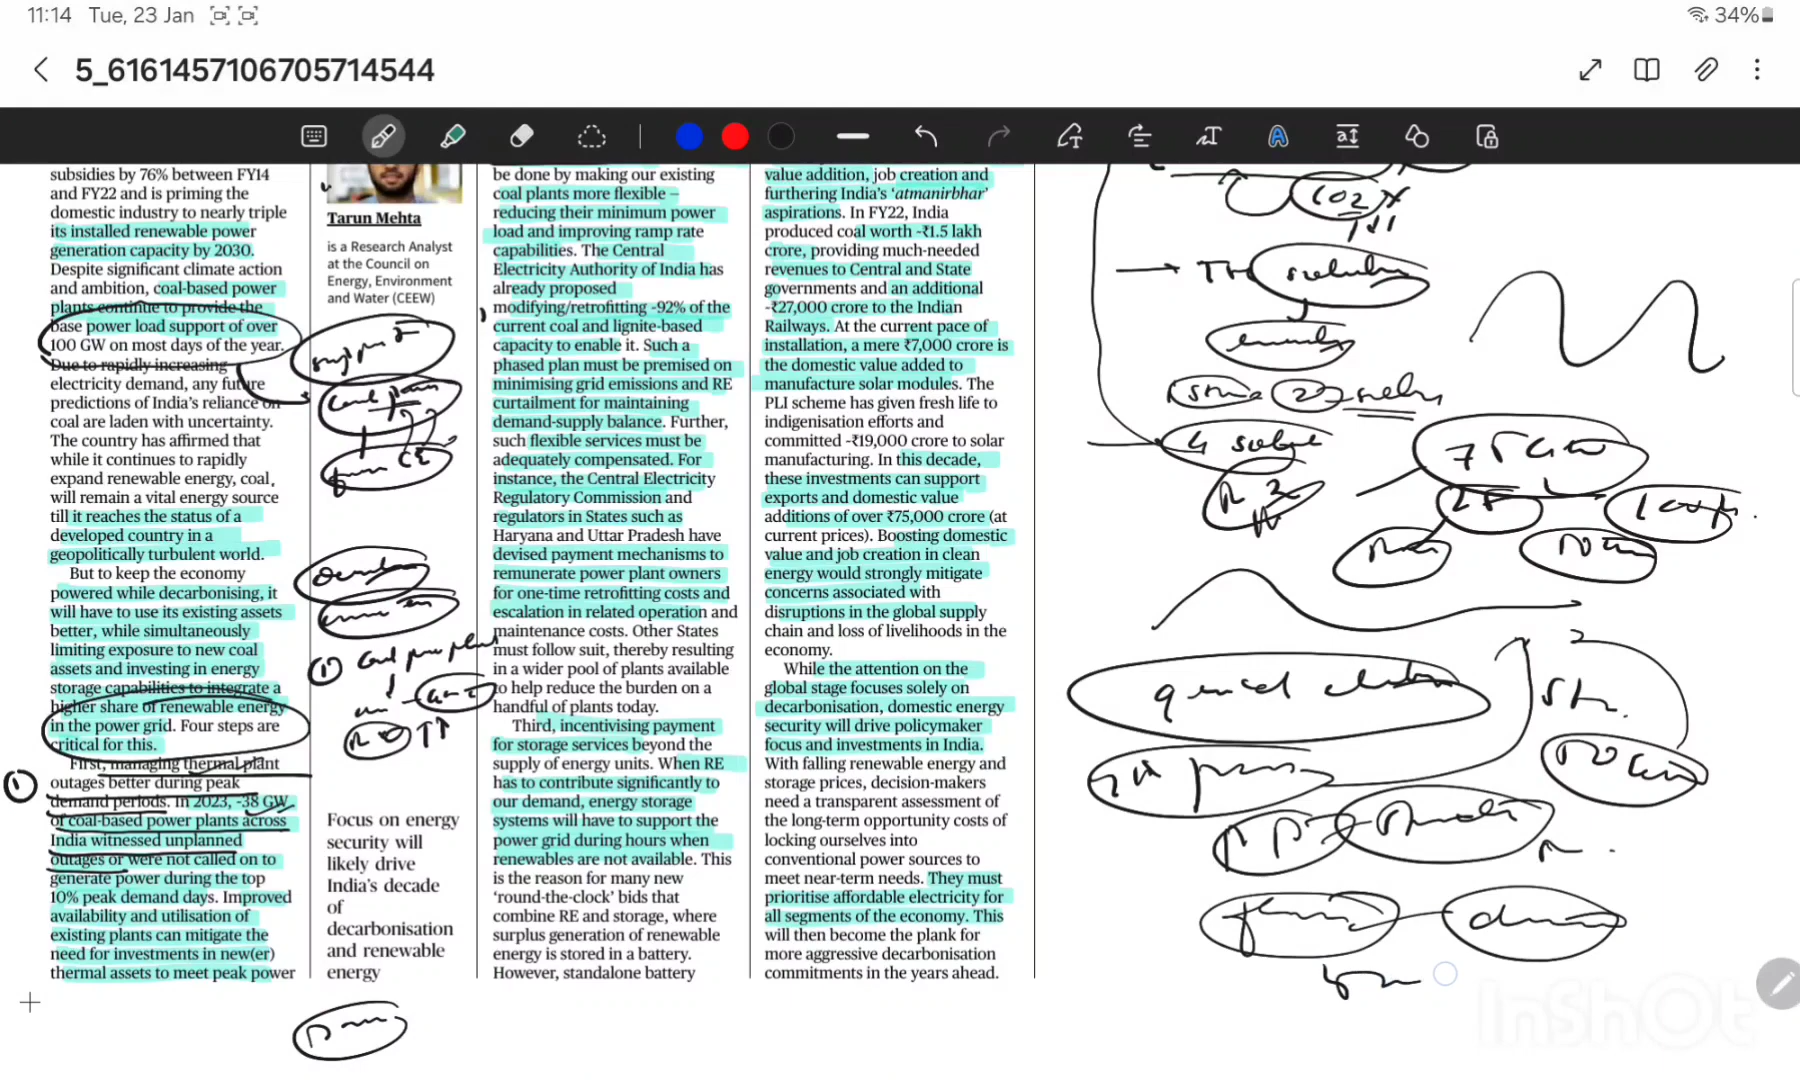 11:14 Tue, 23 Jan
34%
5_6161457106705714544
subsidies by 76% between FY14
and FY22 and is priming the
domestic industry to nearly triple
its installed renewable power
generation capacity by 2030.
Despite significant climate action
and ambition, coal-based power
plants continue to provide the
base power load support of over
100 GW on most days of the year.
Due to rapidly increasing
electricity demand, any future
predictions of India's reliance on
coal are laden with uncertainty.
The country has affirmed that
while it continues to rapidly
expand renewable energy, coal,
will remain a vital energy source
till it reaches the status of a
developed country in a
geopolitically turbulent world.
But to keep the economy
powered while decarbonising, it
will have to use its existing assets
better, while simultaneously
limiting exposure to new coal
assets and investing in energy
storage capabilities to integrate a
higher share of renewable energy
in the power grid. Four steps are
critical for this.
First, managing thermal plant
outages better during peak
demand periods. In 2023, ~38 GW
of coal-based power plants across
India witnessed unplanned
outages or were not called on to
generate power during the top
10% peak demand days. Improved
availability and utilisation of
existing plants can mitigate the
need for investments in new(er)
thermal assets to meet peak power
Tarun Mehta
is a Research Analyst
at the Council on
Energy, Environment
and Water (CEEW)
Focus on energy
security will
likely drive
India's decade
of
decarbonisation
and renewable
energy
be done by making our existing
coal plants more flexible –
reducing their minimum power
load and improving ramp rate
capabilities. The Central
Electricity Authority of India has
already proposed
modifying/retrofitting ~92% of the
current coal and lignite-based
capacity to enable it. Such a
phased plan must be premised on
minimising grid emissions and RE
curtailment for maintaining
demand-supply balance. Further,
such flexible services must be
adequately compensated. For
instance, the Central Electricity
Regulatory Commission and
regulators in States such as
Haryana and Uttar Pradesh have
devised payment mechanisms to
remunerate power plant owners
for one-time retrofitting costs and
escalation in related operation and
maintenance costs. Other States
must follow suit, thereby resulting
in a wider pool of plants available
to help reduce the burden on a
handful of plants today.
Third, incentivising payment
for storage services beyond the
supply of energy units. When RE
has to contribute significantly to
our demand, energy storage
systems will have to support the
power grid during hours when
renewables are not available. This
is the reason for many new
'round-the-clock' bids that
combine RE and storage, where
surplus generation of renewable
energy is stored in a battery.
However, standalone battery
value addition, job creation and
furthering India's 'atmanirbhar'
aspirations. In FY22, India
produced coal worth ~₹1.5 lakh
crore, providing much-needed
revenues to Central and State
governments and an additional
~₹27,000 crore to the Indian
Railways. At the current pace of
installation, a mere ₹7,000 crore is
the domestic value added to
manufacture solar modules. The
PLI scheme has given fresh life to
indigenisation efforts and
committed ~₹19,000 crore to solar
manufacturing. In this decade,
these investments can support
exports and domestic value
additions of over ₹75,000 crore (at
current prices). Boosting domestic
value and job creation in clean
energy would strongly mitigate
concerns associated with
disruptions in the global supply
chain and loss of livelihoods in the
economy.
While the attention on the
global stage focuses solely on
decarbonisation, domestic energy
security will drive policymaker
focus and investments in India.
With falling renewable energy and
storage prices, decision-makers
need a transparent assessment of
the long-term opportunity costs of
locking ourselves into
conventional power sources to
meet near-term needs. They must
prioritise affordable electricity for
all segments of the economy. This
will then become the plank for
more aggressive decarbonisation
commitments in the years ahead.
CO2
InShOt